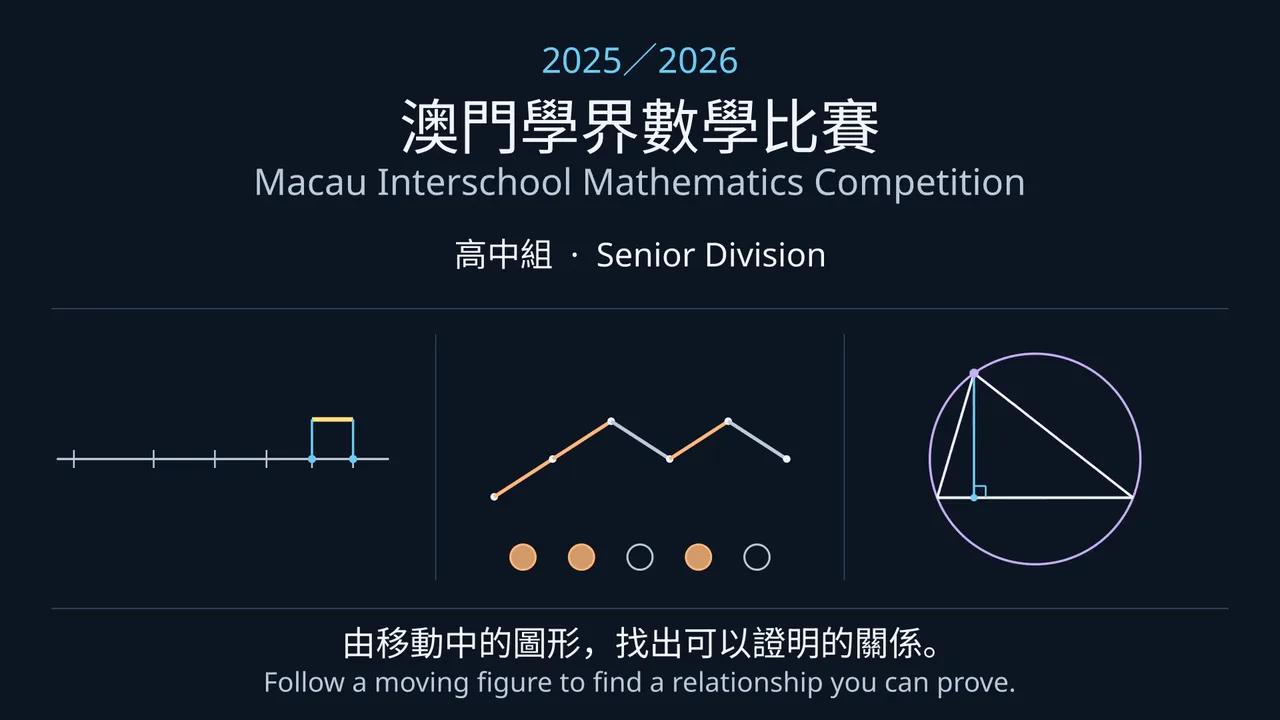 2025／2026
澳門學界數學比賽
Macau Interschool Mathematics Competition
高中組 · Senior Division
由移動中的圖形，找出可以證明的關係。
Follow a moving figure to find a relationship you can prove.